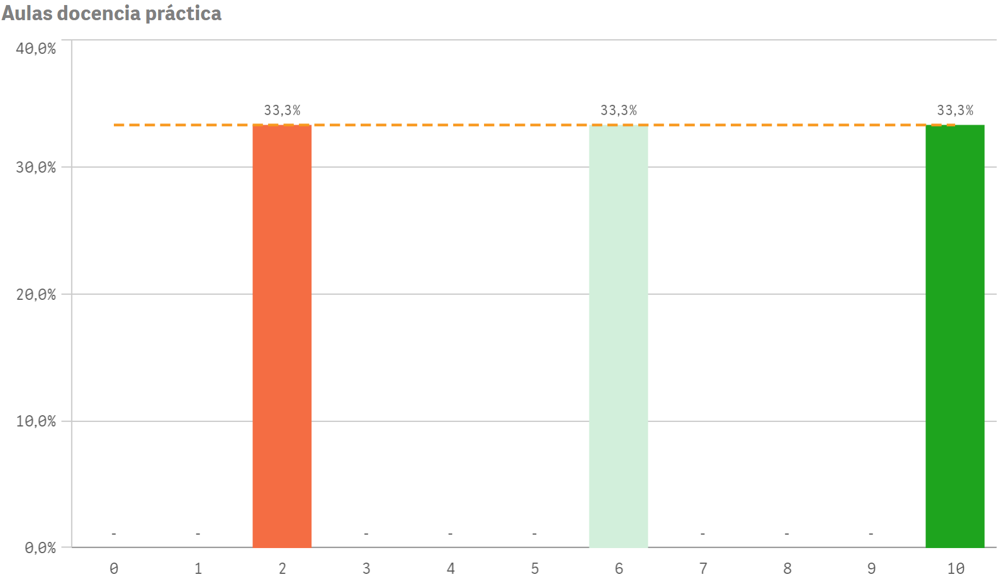 Aulas docencia práctica
40,0%
33,3% 33,3% 33,3%
30,0%
20,0%
10,0%
- - - - - - - -
0,0%
0 1 2 3 4 5 6 7 8 9 10